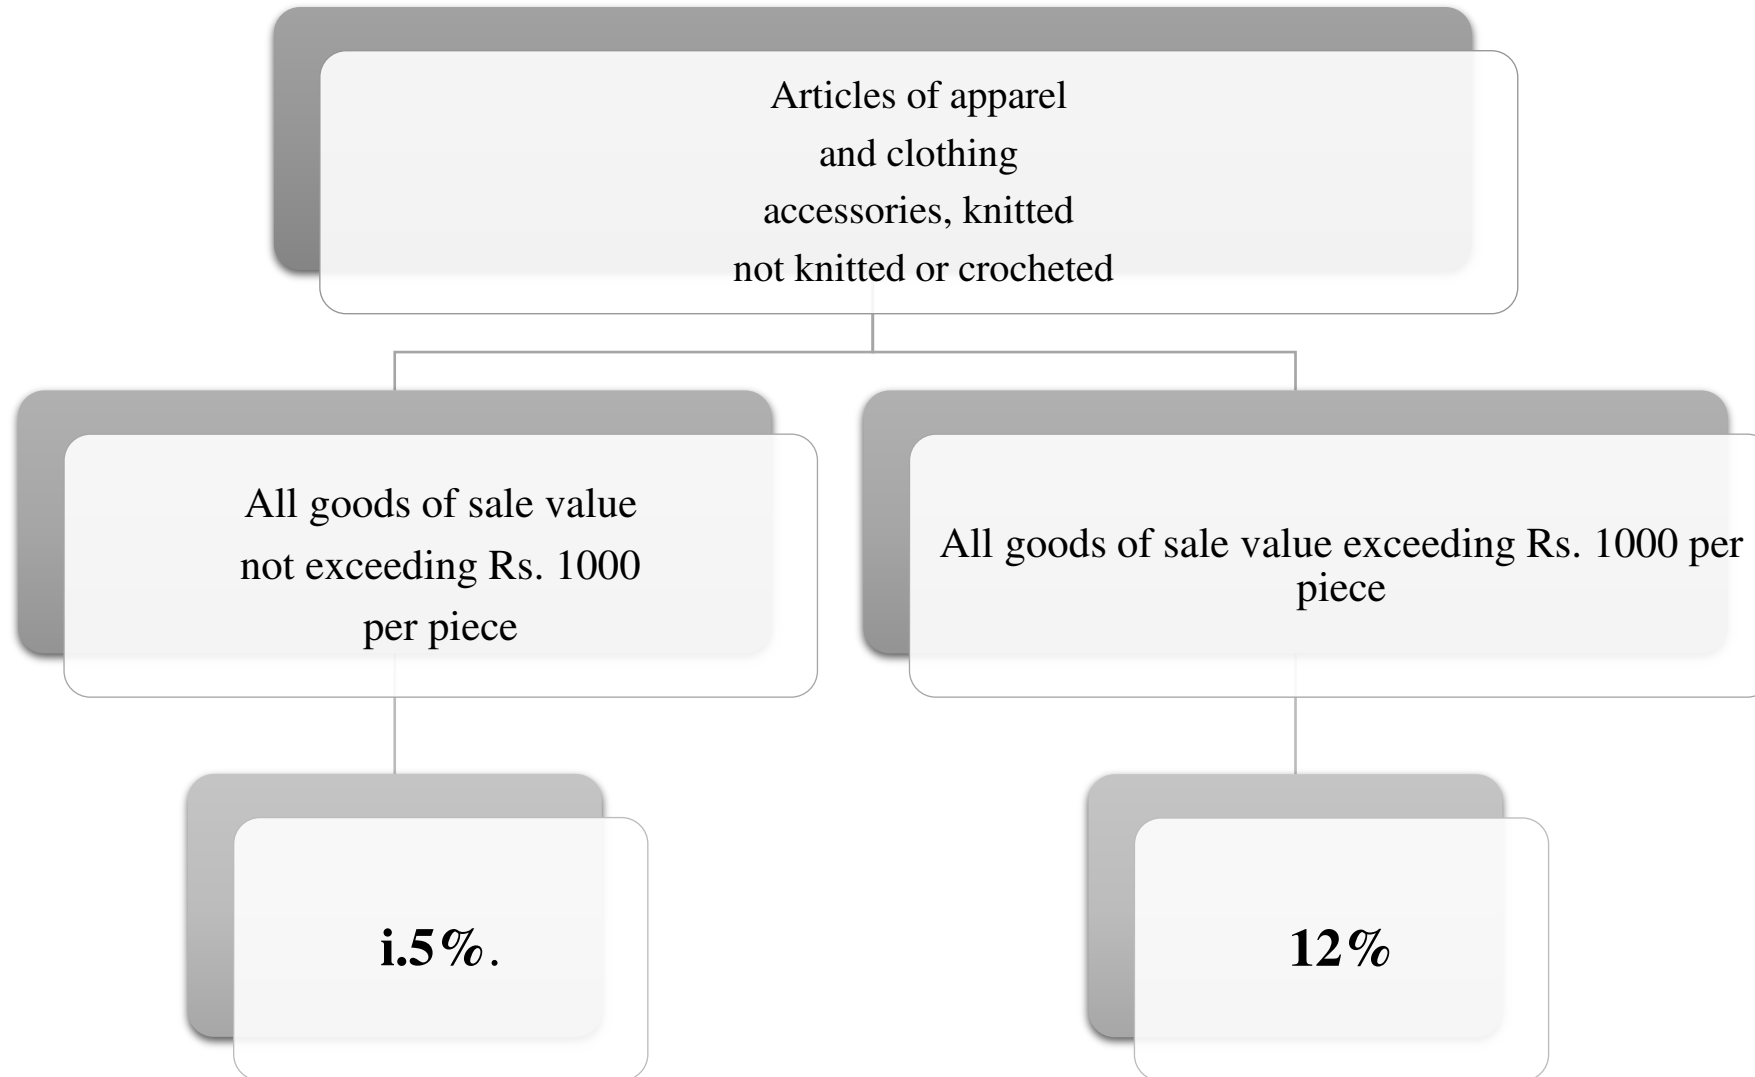 Articles of apparel
and clothing
accessories, knitted
not knitted or crocheted
All goods of sale value
not exceeding Rs. 1000
per piece
All goods of sale value exceeding Rs. 1000 per
piece
i.5%.
12%